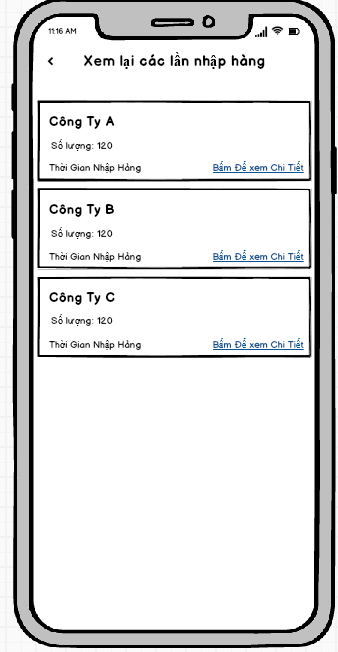 11:16 AM
Xem lại các lần nhập hàng
Công Ty A
Số lượng: 120
Thời Gian Nhập Hàng
Bấm Để xem Chi Tiết
Công Ty B
Số lượng: 120
Thời Gian Nhập Hàng
Bấm Để xem Chi Tiết
Công Ty C
Số lượng: 120
Thời Gian Nhập Hàng
Bấm Để xem Chi Tiết